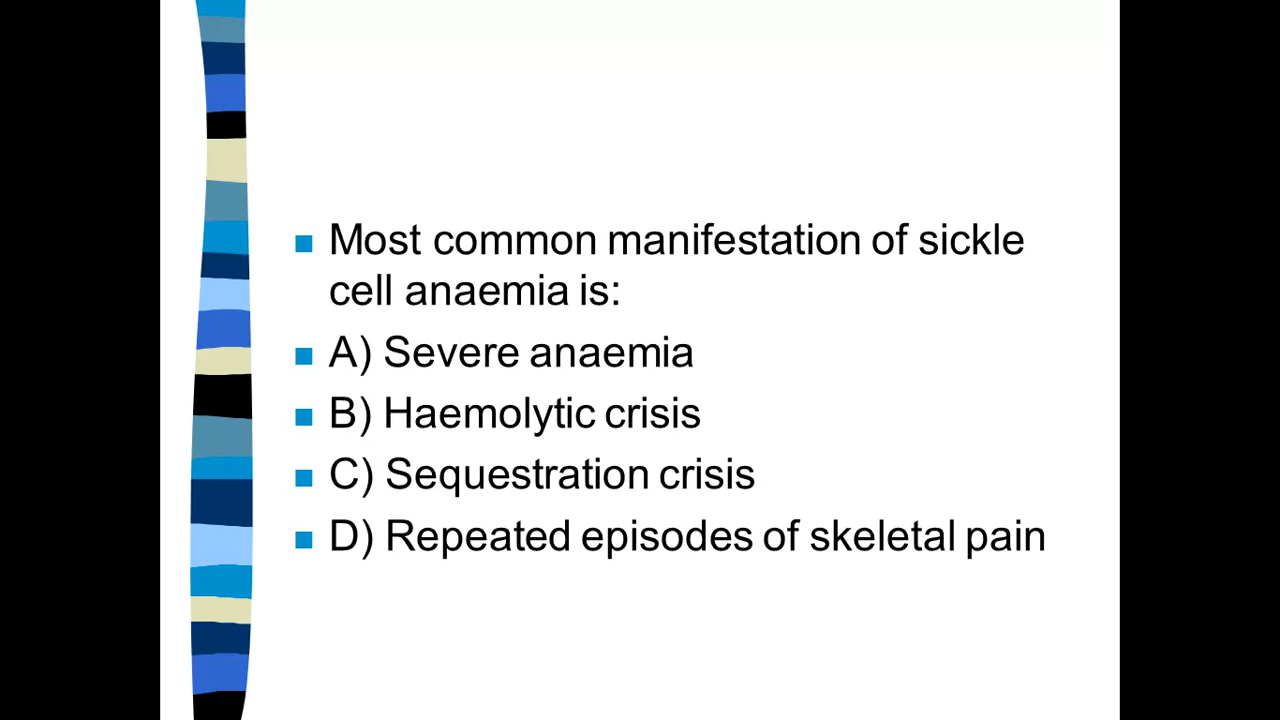 Most common manifestation of sickle
cell anaemia is:
A) Severe anaemia
B) Haemolytic crisis
C) Sequestration crisis
D) Repeated episodes of skeletal pain